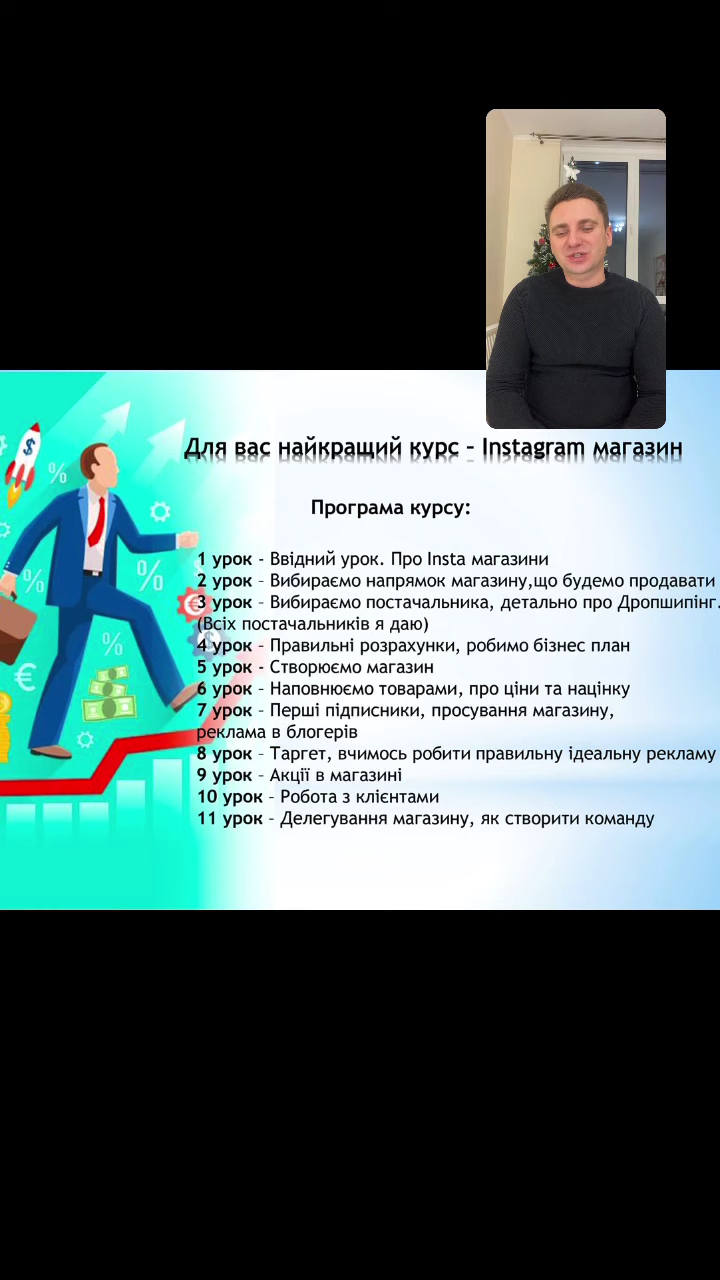 Для вас найкращий курс – Instagram магазин
Програма курсу:
1 урок - Ввідний урок. Про Insta магазини
2 урок – Вибираємо напрямок магазину,що будемо продавати
3 урок – Вибираємо постачальника, детально про Дропшипінг.
(Всіх постачальників я даю)
4 урок – Правильні розрахунки, робимо бізнес план
5 урок - Створюємо магазин
6 урок – Наповнюємо товарами, про ціни та націнку
7 урок – Перші підписники, просування магазину,
реклама в блогерів
8 урок – Таргет, вчимось робити правильну ідеальну рекламу
9 урок – Акції в магазині
10 урок – Робота з клієнтами
11 урок – Делегування магазину, як створити команду